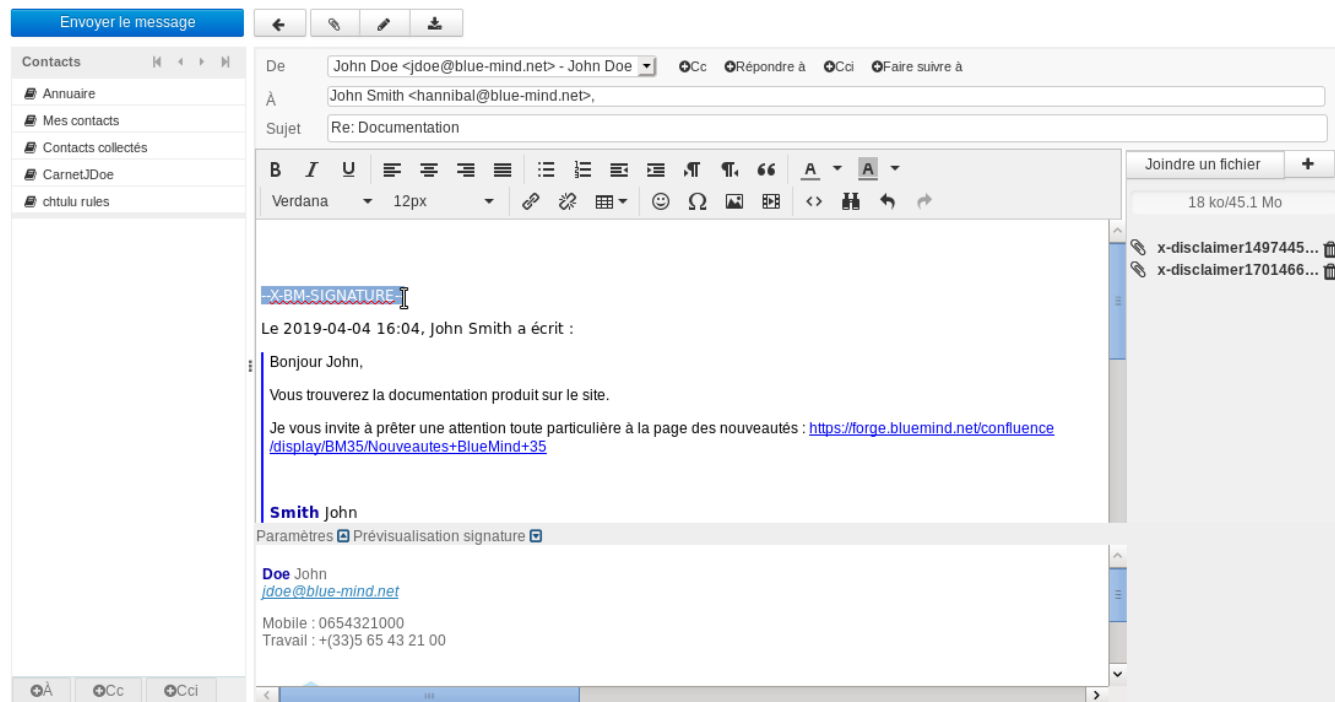 Envoyer le message
Contacts
Annuaire
Mes contacts
Contacts collectés
CarnetJDoe
chtulu rules
De John Doe <jdoe@blue-mind.net> - John Doe Cc Répondre à Cci Faire suivre à
À John Smith <hannibal@blue-mind.net>,
Sujet Re: Documentation
B I U A A
Verdana 12px
Joindre un fichier +
18 ko/45.1 Mo
x-disclaimer1497445...
x-disclaimer1701466...
--X-BM-SIGNATURE--
Le 2019-04-04 16:04, John Smith a écrit :
Bonjour John,
Vous trouverez la documentation produit sur le site.
Je vous invite à prêter une attention toute particulière à la page des nouveautés : https://forge.bluemind.net/confluence
/display/BM35/Nouveautes+BlueMind+35
Smith John
Paramètres Prévisualisation signature
Doe John
jdoe@blue-mind.net
Mobile : 0654321000
Travail : +(33)5 65 43 21 00
À Cc Cci